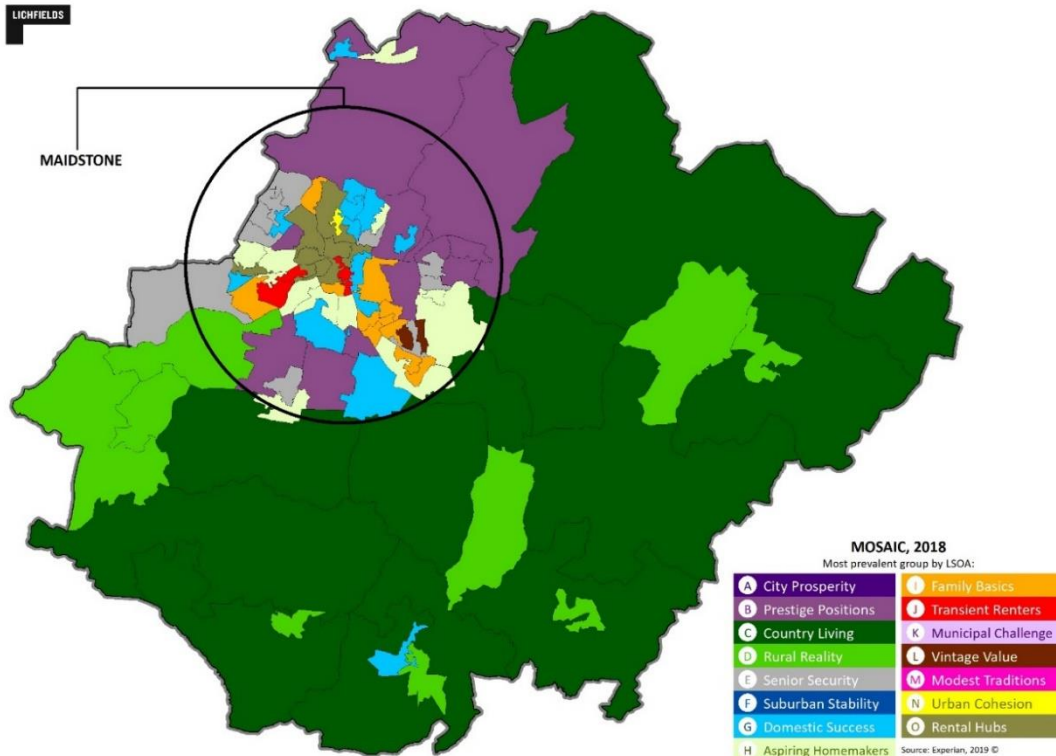 LICHFIELDS
MAIDSTONE
MOSAIC, 2018
Most prevalent group by LSOA:
A City Prosperity
B Prestige Positions
C Country Living
D Rural Reality
E Senior Security
F Suburban Stability
G Domestic Success
H Aspiring Homemakers
I Family Basics
J Transient Renters
K Municipal Challenge
L Vintage Value
M Modest Traditions
N Urban Cohesion
O Rental Hubs
Source: Experian, 2019 ©